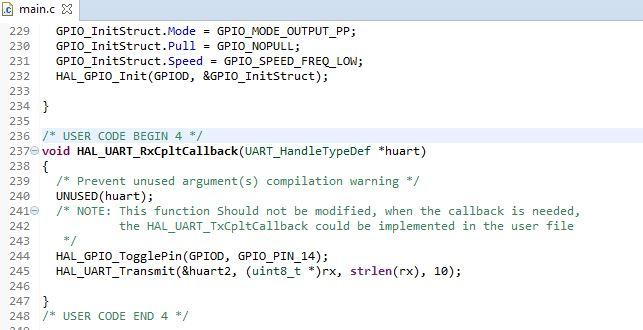 main.c
229 GPIO_InitStruct.Mode = GPIO_MODE_OUTPUT_PP;
230 GPIO_InitStruct.Pull = GPIO_NOPULL;
231 GPIO_InitStruct.Speed = GPIO_SPEED_FREQ_LOW;
232 HAL_GPIO_Init(GPIOD, &GPIO_InitStruct);
233
234 }
235
236 /* USER CODE BEGIN 4 */
237 void HAL_UART_RxCpltCallback(UART_HandleTypeDef *huart)
238 {
239 /* Prevent unused argument(s) compilation warning */
240 UNUSED(huart);
241 /* NOTE: This function Should not be modified, when the callback is needed,
242 the HAL_UART_TxCpltCallback could be implemented in the user file
243 */
244 HAL_GPIO_TogglePin(GPIOD, GPIO_PIN_14);
245 HAL_UART_Transmit(&huart2, (uint8_t *)rx, strlen(rx), 10);
246
247 }
248 /* USER CODE END 4 */